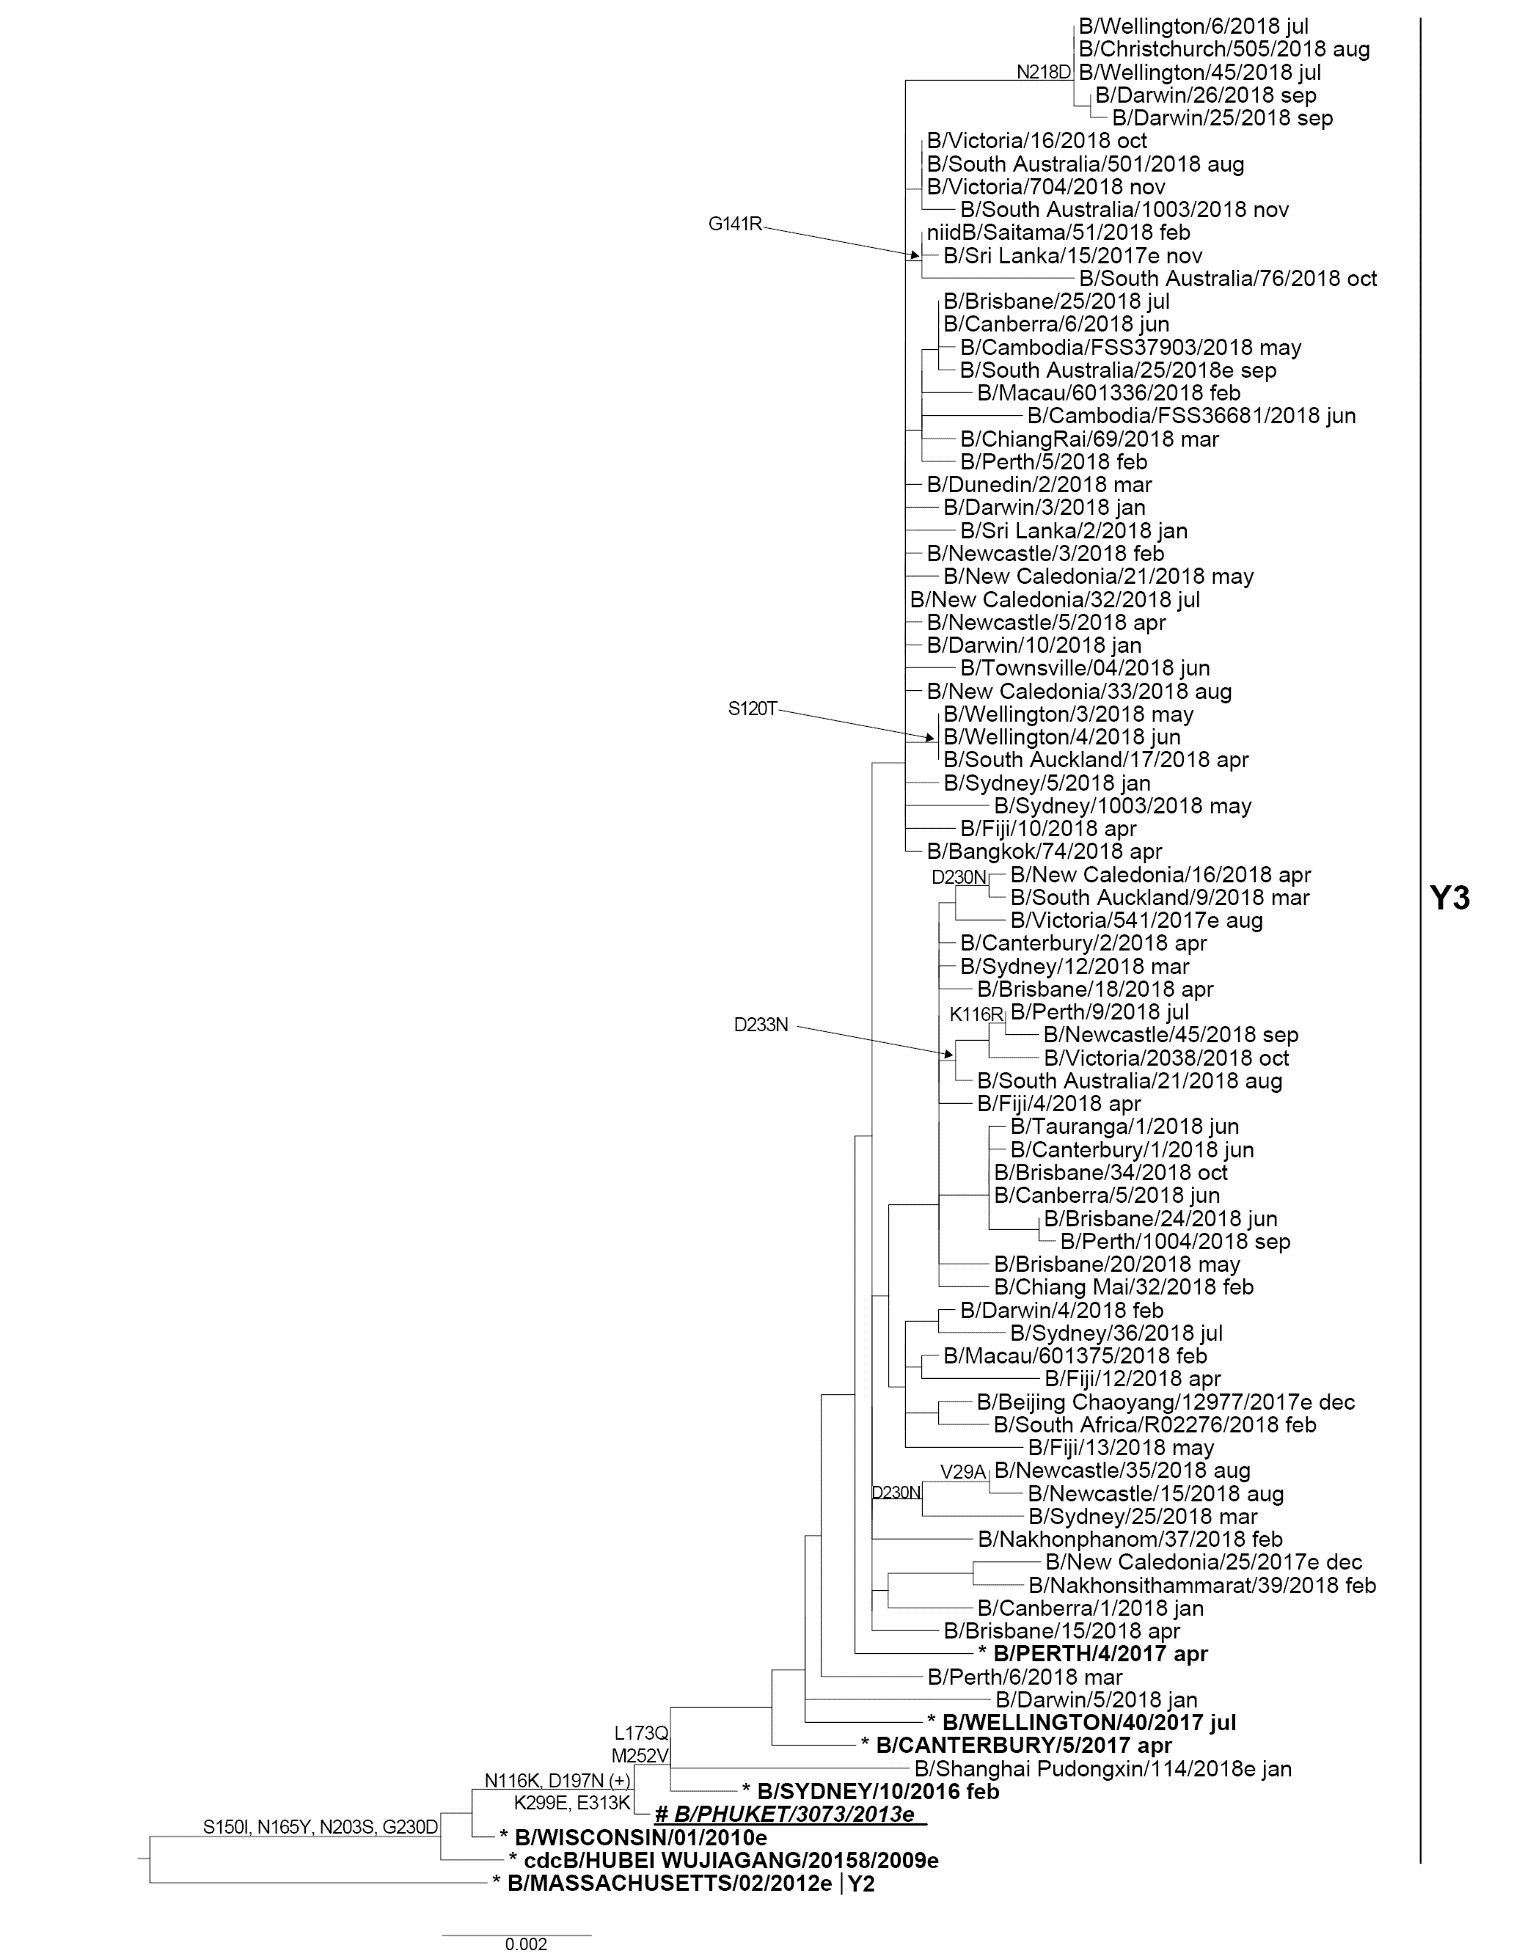 B/Wellington/6/2018 jul
B/Christchurch/505/2018 aug
N218D B/Wellington/45/2018 jul
B/Darwin/26/2018 sep
B/Darwin/25/2018 sep
B/Victoria/16/2018 oct
B/South Australia/501/2018 aug
B/Victoria/704/2018 nov
B/South Australia/1003/2018 nov
G141R
niidB/Saitama/51/2018 feb
B/Sri Lanka/15/2017e nov
B/South Australia/76/2018 oct
B/Brisbane/25/2018 jul
B/Canberra/6/2018 jun
B/Cambodia/FSS37903/2018 may
B/South Australia/25/2018e sep
B/Macau/601336/2018 feb
B/Cambodia/FSS36681/2018 jun
B/ChiangRai/69/2018 mar
B/Perth/5/2018 feb
B/Dunedin/2/2018 mar
B/Darwin/3/2018 jan
B/Sri Lanka/2/2018 jan
B/Newcastle/3/2018 feb
B/New Caledonia/21/2018 may
B/New Caledonia/32/2018 jul
B/Newcastle/5/2018 apr
B/Darwin/10/2018 jan
B/Townsville/04/2018 jun
B/New Caledonia/33/2018 aug
S120T
B/Wellington/3/2018 may
B/Wellington/4/2018 jun
B/South Auckland/17/2018 apr
B/Sydney/5/2018 jan
B/Sydney/1003/2018 may
B/Fiji/10/2018 apr
B/Bangkok/74/2018 apr
D230N B/New Caledonia/16/2018 apr
B/South Auckland/9/2018 mar
Y3
B/Victoria/541/2017e aug
B/Canterbury/2/2018 apr
B/Sydney/12/2018 mar
B/Brisbane/18/2018 apr
K116R B/Perth/9/2018 jul
D233N
B/Newcastle/45/2018 sep
B/Victoria/2038/2018 oct
B/South Australia/21/2018 aug
B/Fiji/4/2018 apr
B/Tauranga/1/2018 jun
B/Canterbury/1/2018 jun
B/Brisbane/34/2018 oct
B/Canberra/5/2018 jun
B/Brisbane/24/2018 jun
B/Perth/1004/2018 sep
B/Brisbane/20/2018 may
B/Chiang Mai/32/2018 feb
B/Darwin/4/2018 feb
B/Sydney/36/2018 jul
B/Macau/601375/2018 feb
B/Fiji/12/2018 apr
B/Beijing Chaoyang/12977/2017e dec
B/South Africa/R02276/2018 feb
B/Fiji/13/2018 may
V29A B/Newcastle/35/2018 aug
D230N B/Newcastle/15/2018 aug
B/Sydney/25/2018 mar
B/Nakhonphanom/37/2018 feb
B/New Caledonia/25/2017e dec
B/Nakhonsithammarat/39/2018 feb
B/Canberra/1/2018 jan
B/Brisbane/15/2018 apr
* B/PERTH/4/2017 apr
B/Perth/6/2018 mar
B/Darwin/5/2018 jan
* B/WELLINGTON/40/2017 jul
L173Q
* B/CANTERBURY/5/2017 apr
M252V
B/Shanghai Pudongxin/114/2018e jan
N116K, D197N (+)
* B/SYDNEY/10/2016 feb
K299E, E313K
# B/PHUKET/3073/2013e
S150I, N165Y, N203S, G230D
* B/WISCONSIN/01/2010e
* cdcB/HUBEI WUJIAGANG/20158/2009e
* B/MASSACHUSETTS/02/2012e |Y2
0.002